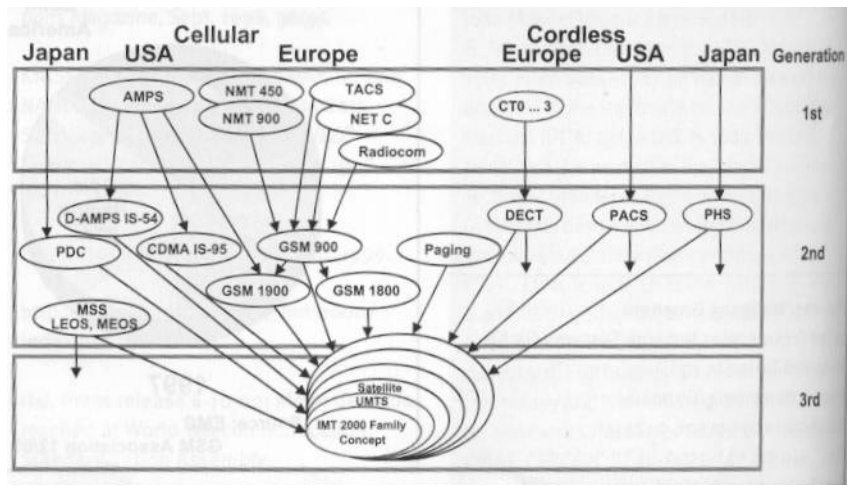 Cellular
Cordless
Japan USA Europe Europe USA Japan Generation
AMPS
NMT 450
NMT 900
TACS
NET C
Radiocom
CT0 ... 3
1st
D-AMPS IS-54
PDC
CDMA IS-95
GSM 900
GSM 1900
GSM 1800
Paging
DECT
PACS
PHS
2nd
MSS
LEOS, MEOS
Satellite
UMTS
IMT 2000 Family
Concept
3rd